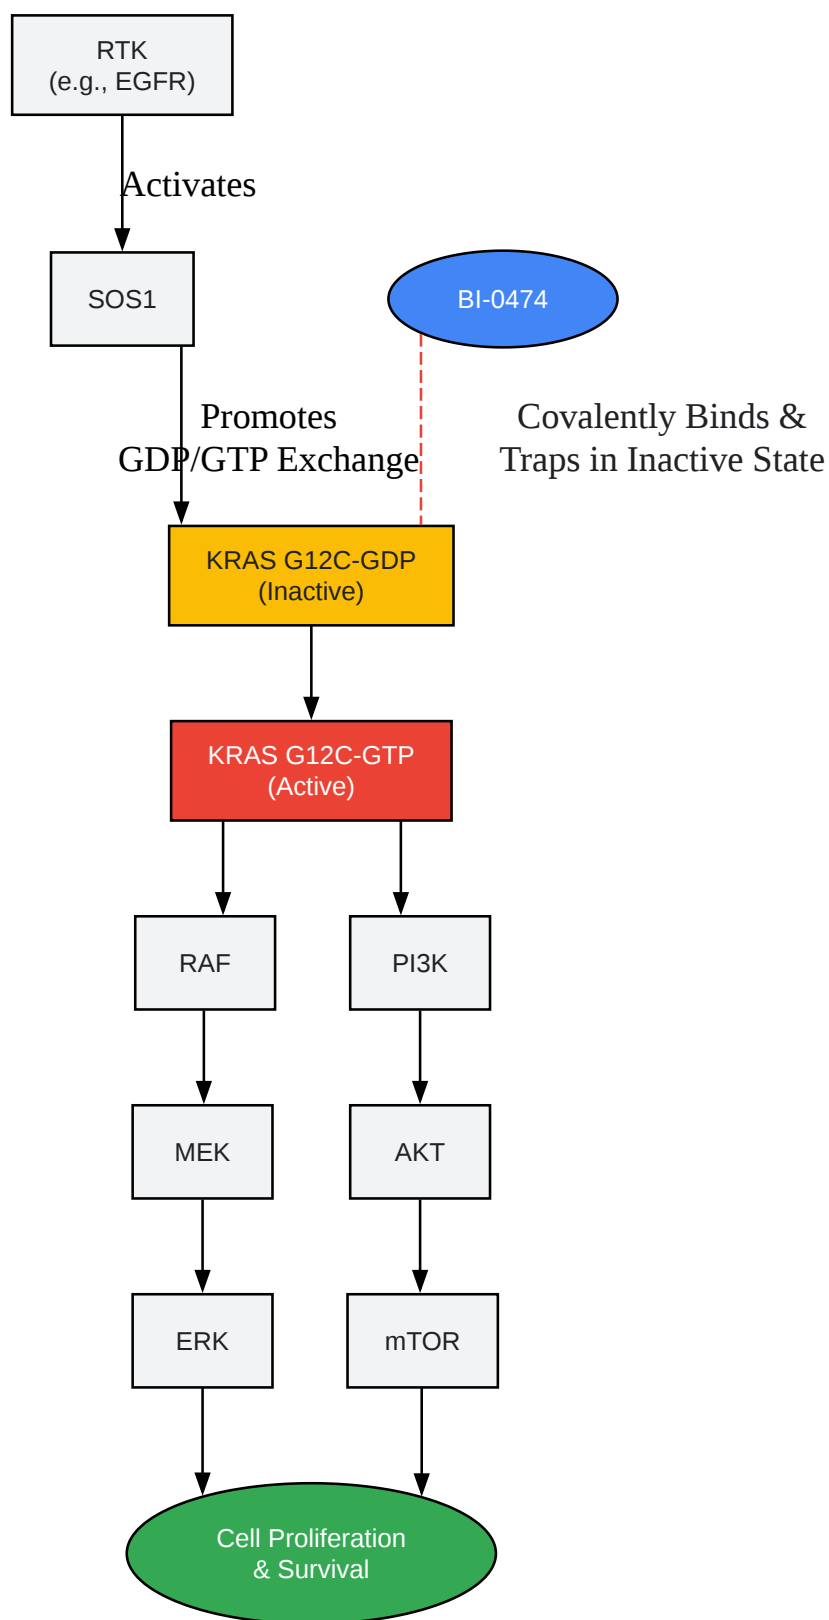 RTK
(e.g., EGFR)
Activates
SOS1
BI-0474
Promotes
GDP/GTP Exchange
Covalently Binds &
Traps in Inactive State
KRAS G12C-GDP
(Inactive)
KRAS G12C-GTP
(Active)
RAF
PI3K
MEK
AKT
ERK
mTOR
Cell Proliferation
& Survival